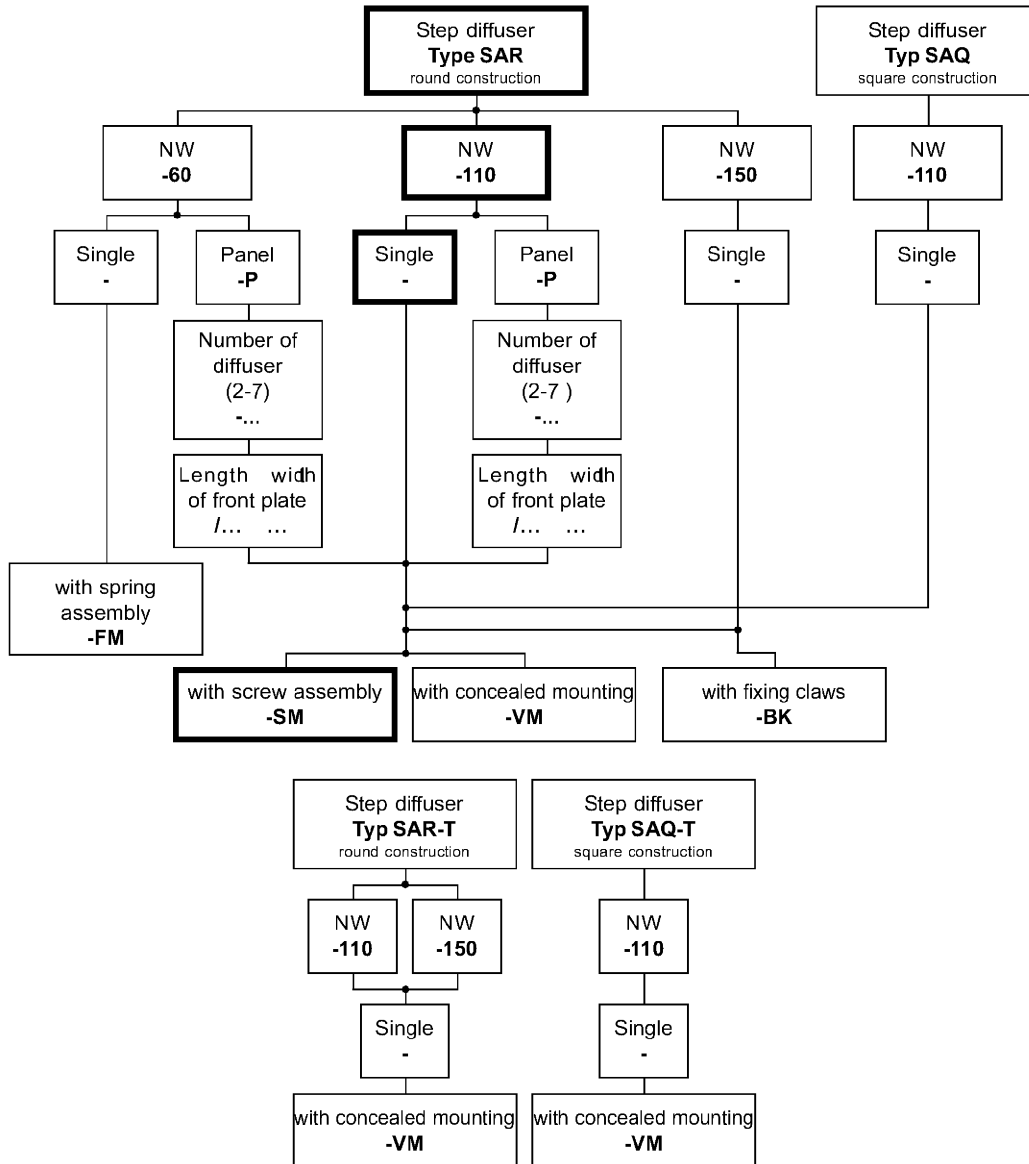 Step diffuser
Type SAR
round construction
Step diffuser
Typ SAQ
square construction
NW
-60
NW
-110
NW
-150
NW
-110
Single
-
Panel
-P
Single
-
Panel
-P
Single
-
Single
-
Number of
diffuser
(2-7)
-...
Number of
diffuser
(2-7 )
-...
Length width
of front plate
/... ...
Length width
of front plate
/... ...
with spring
assembly
-FM
with screw assembly
-SM
with concealed mounting
-VM
with fixing claws
-BK
Step diffuser
Typ SAR-T
round construction
Step diffuser
Typ SAQ-T
square construction
NW
-110
NW
-150
NW
-110
Single
-
Single
-
with concealed mounting
-VM
with concealed mounting
-VM